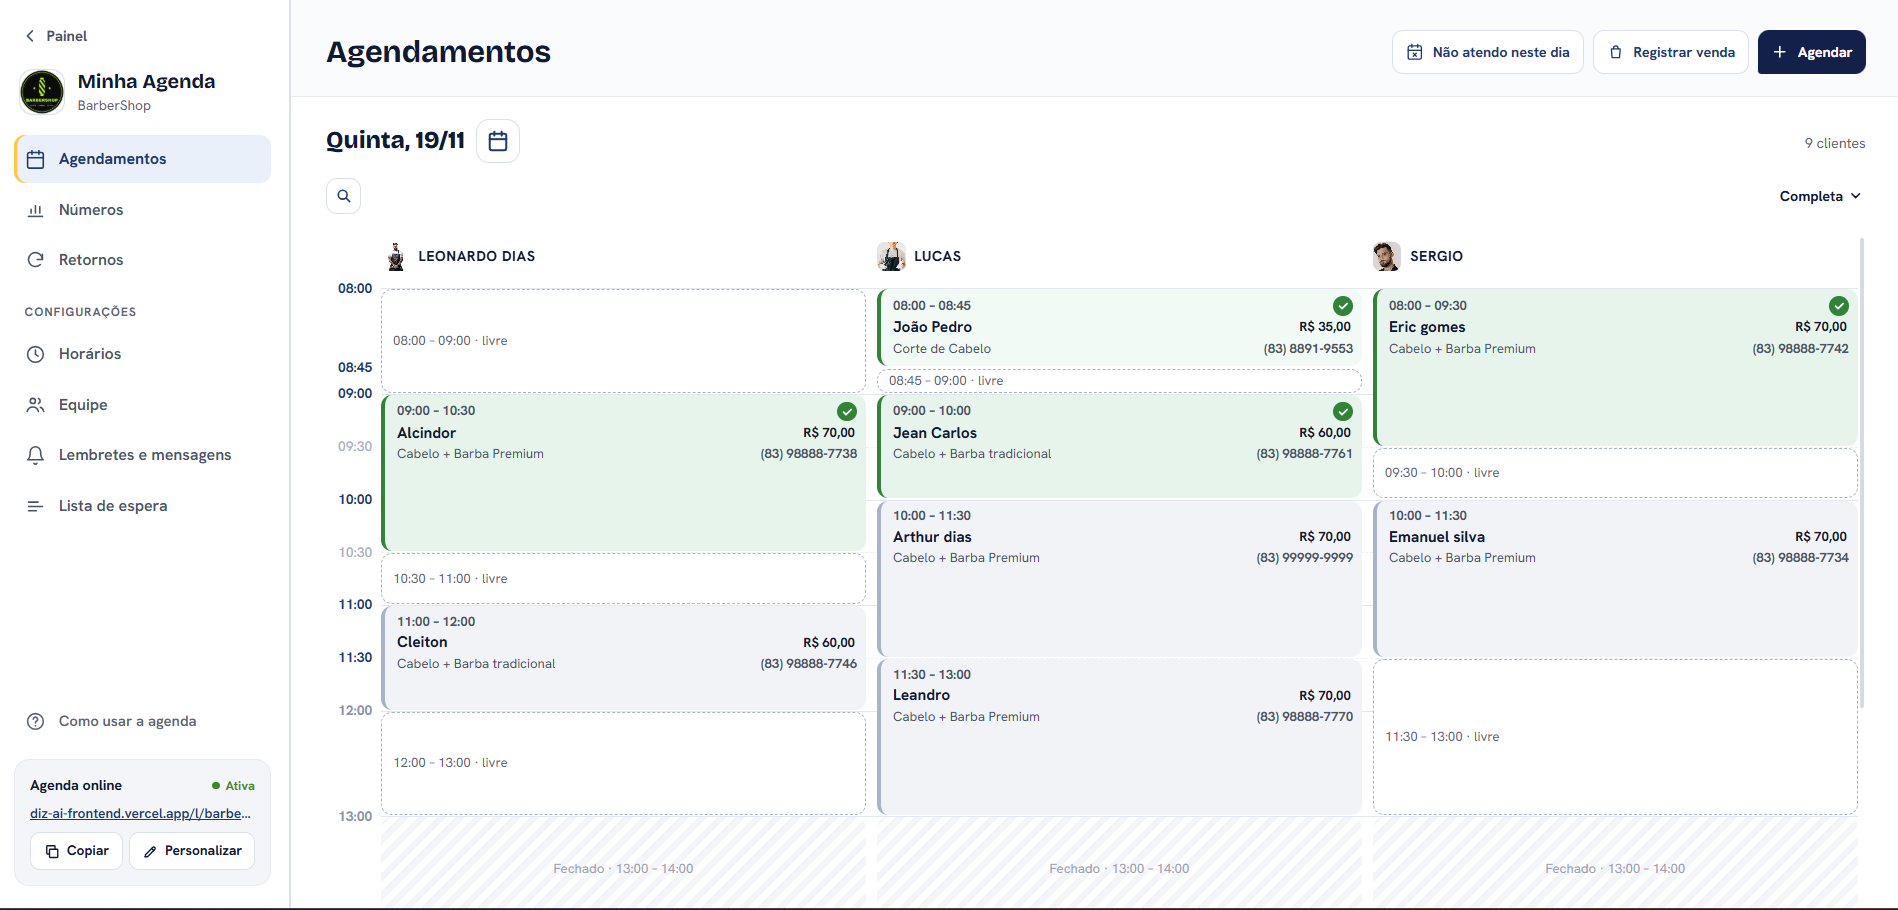 Painel
Minha Agenda
BarberShop
Agendamentos
Números
Retornos
CONFIGURAÇÕES
Horários
Equipe
Lembretes e mensagens
Lista de espera
Como usar a agenda
Agenda online
Ativa
diz-ai-frontend.vercel.app/l/barbe...
Copiar
Personalizar
Agendamentos
Não atendo neste dia
Registrar venda
+ Agendar
Quinta, 19/11
9 clientes
Completa
LEONARDO DIAS
LUCAS
SERGIO
08:00
08:45
09:00
09:30
10:00
10:30
11:00
11:30
12:00
13:00
08:00 – 09:00 · livre
09:00 – 10:30
Alcindor
R$ 70,00
Cabelo + Barba Premium
(83) 98888-7738
10:30 – 11:00 · livre
11:00 – 12:00
Cleiton
R$ 60,00
Cabelo + Barba tradicional
(83) 98888-7746
12:00 – 13:00 · livre
Fechado · 13:00 – 14:00
08:00 – 08:45
João Pedro
R$ 35,00
Corte de Cabelo
(83) 8891-9553
08:45 – 09:00 · livre
09:00 – 10:00
Jean Carlos
R$ 60,00
Cabelo + Barba tradicional
(83) 98888-7761
10:00 – 11:30
Arthur dias
R$ 70,00
Cabelo + Barba Premium
(83) 99999-9999
11:30 – 13:00
Leandro
R$ 70,00
Cabelo + Barba Premium
(83) 98888-7770
Fechado · 13:00 – 14:00
08:00 – 09:30
Eric gomes
R$ 70,00
Cabelo + Barba Premium
(83) 98888-7742
09:30 – 10:00 · livre
10:00 – 11:30
Emanuel silva
R$ 70,00
Cabelo + Barba Premium
(83) 98888-7734
11:30 – 13:00 · livre
Fechado · 13:00 – 14:00